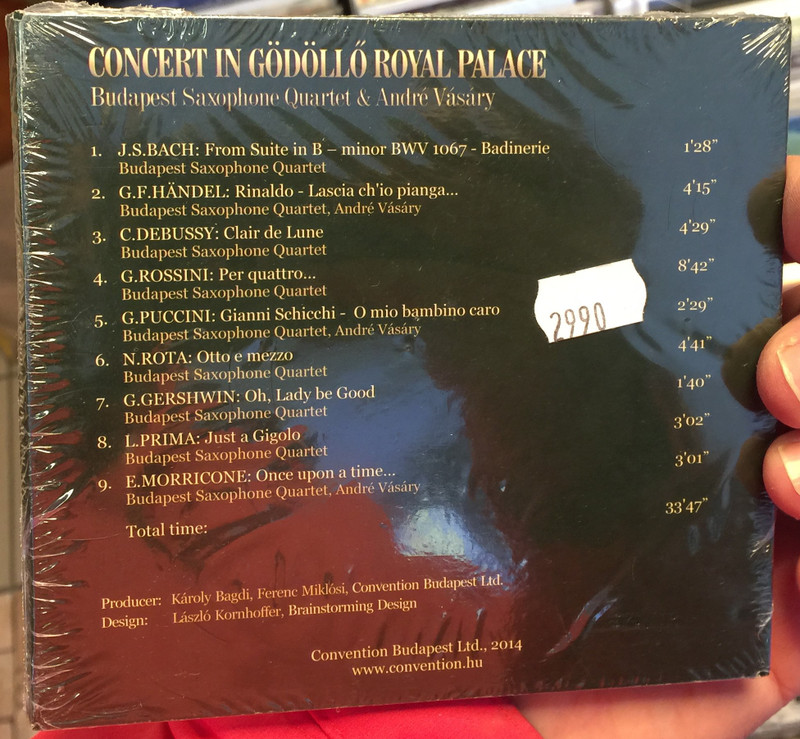 CONCERT IN GÖDÖLLŐ ROYAL PALACE
Budapest Saxophone Quartet & André Vásáry
1. J.S.BACH: From Suite in B – minor BWV 1067 - Badinerie 1'28"
Budapest Saxophone Quartet
2. G.F.HÄNDEL: Rinaldo - Lascia ch'io pianga... 4'15"
Budapest Saxophone Quartet, André Vásáry
3. C.DEBUSSY: Clair de Lune 4'29"
Budapest Saxophone Quartet
4. G.ROSSINI: Per quattro... 8'42"
Budapest Saxophone Quartet
5. G.PUCCINI: Gianni Schicchi - O mio bambino caro 2'29"
Budapest Saxophone Quartet, André Vásáry
6. N.ROTA: Otto e mezzo 4'41"
Budapest Saxophone Quartet
7. G.GERSHWIN: Oh, Lady be Good 1'40"
Budapest Saxophone Quartet
8. L.PRIMA: Just a Gigolo 3'02"
Budapest Saxophone Quartet
9. E.MORRICONE: Once upon a time... 3'01"
Budapest Saxophone Quartet, André Vásáry
Total time: 33'47"
2990
Producer: Károly Bagdi, Ferenc Miklósi, Convention Budapest Ltd.
Design: László Kornhoffer, Brainstorming Design
Convention Budapest Ltd., 2014
www.convention.hu